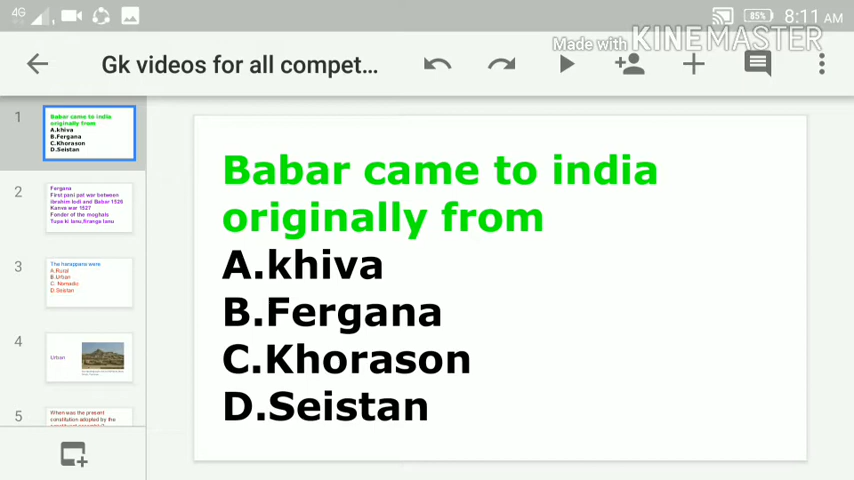 4G
85%
8:11 AM
Made with KINEMASTER
Gk videos for all compet...
1
Babar came to india
originally from
A.khiva
B.Fergana
C.Khorason
D.Seistan
2
Fergana
First pani pat war between
Ibrahim lodi and Babar 1526
Kanva war 1527
Fonder of the moghals
3
The harappans were
A.Rural
B.Urban
C. Nomadic
D.Seistan
4
Urban
5
When was the present
constitution adopted by the
Babar came to india
originally from
A.khiva
B.Fergana
C.Khorason
D.Seistan